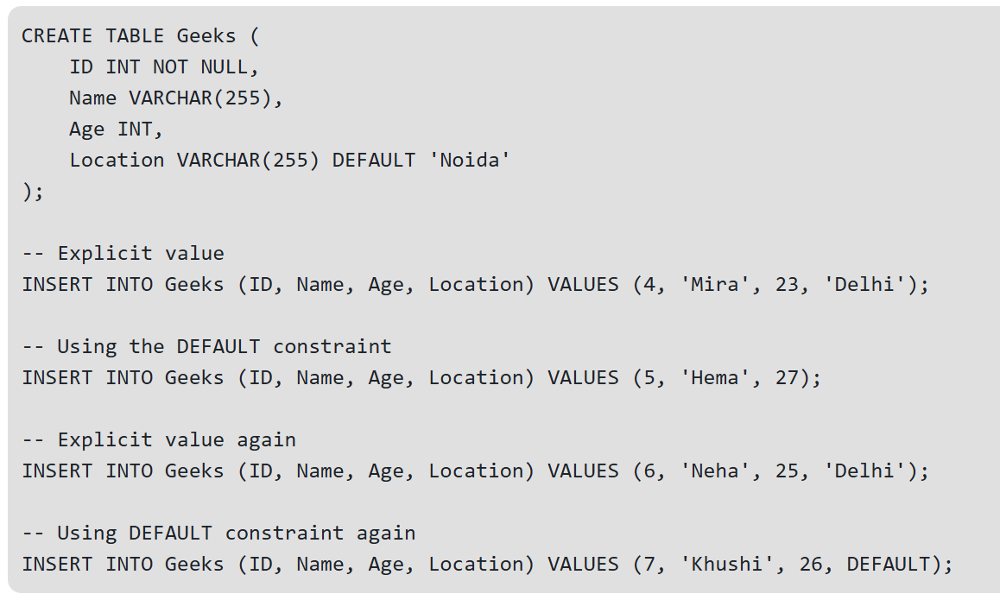 CREATE TABLE Geeks (
    ID INT NOT NULL,
    Name VARCHAR(255),
    Age INT,
    Location VARCHAR(255) DEFAULT 'Noida'
);

-- Explicit value
INSERT INTO Geeks (ID, Name, Age, Location) VALUES (4, 'Mira', 23, 'Delhi');

-- Using the DEFAULT constraint
INSERT INTO Geeks (ID, Name, Age, Location) VALUES (5, 'Hema', 27);

-- Explicit value again
INSERT INTO Geeks (ID, Name, Age, Location) VALUES (6, 'Neha', 25, 'Delhi');

-- Using DEFAULT constraint again
INSERT INTO Geeks (ID, Name, Age, Location) VALUES (7, 'Khushi', 26, DEFAULT);